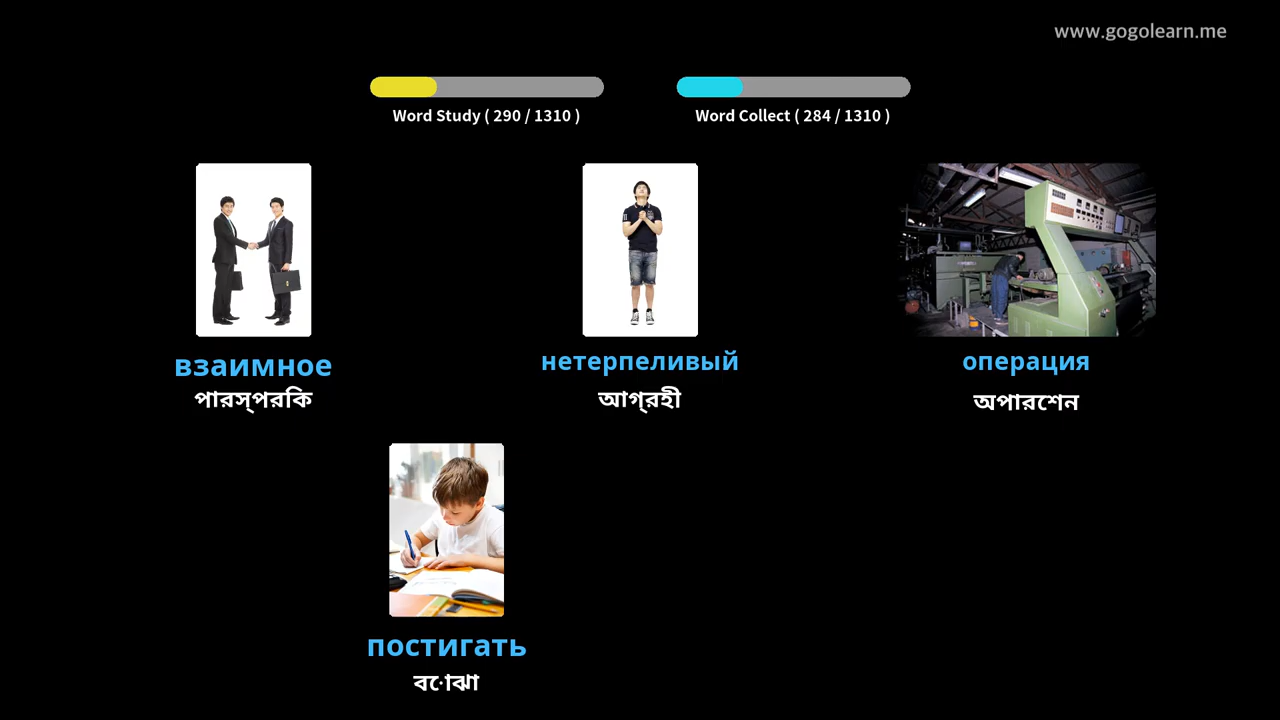 www.gogolearn.me
Word Study ( 290 / 1310 )
Word Collect ( 284 / 1310 )
взаимное
পারস্পরকি
нетерпеливый
আগ্রহী
операция
অপারশেন
постигать
বোঝা